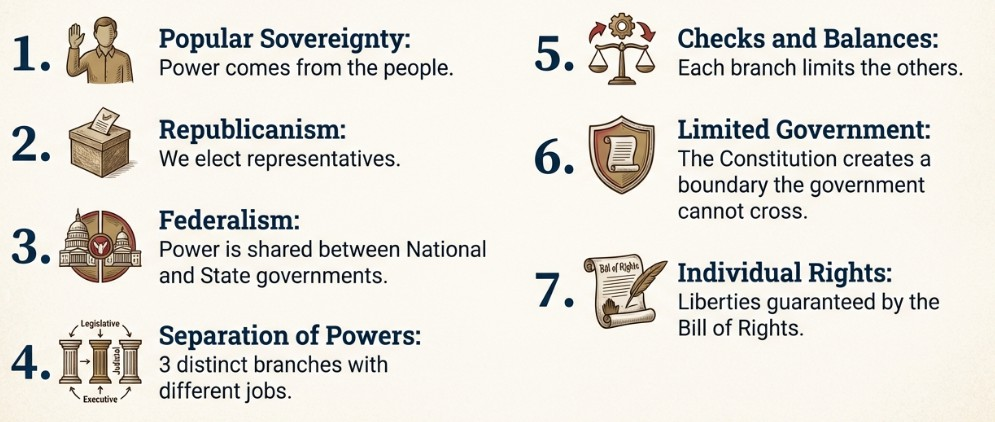 1.
Popular Sovereignty:
Power comes from the people.
2.
Republicanism:
We elect representatives.
3.
Federalism:
Power is shared between National
and State governments.
4.
Legislative
Judicial
Executive
Separation of Powers:
3 distinct branches with
different jobs.
5.
Checks and Balances:
Each branch limits the others.
6.
Limited Government:
The Constitution creates a
boundary the government
cannot cross.
7.
Bill of Rights
Individual Rights:
Liberties guaranteed by the
Bill of Rights.